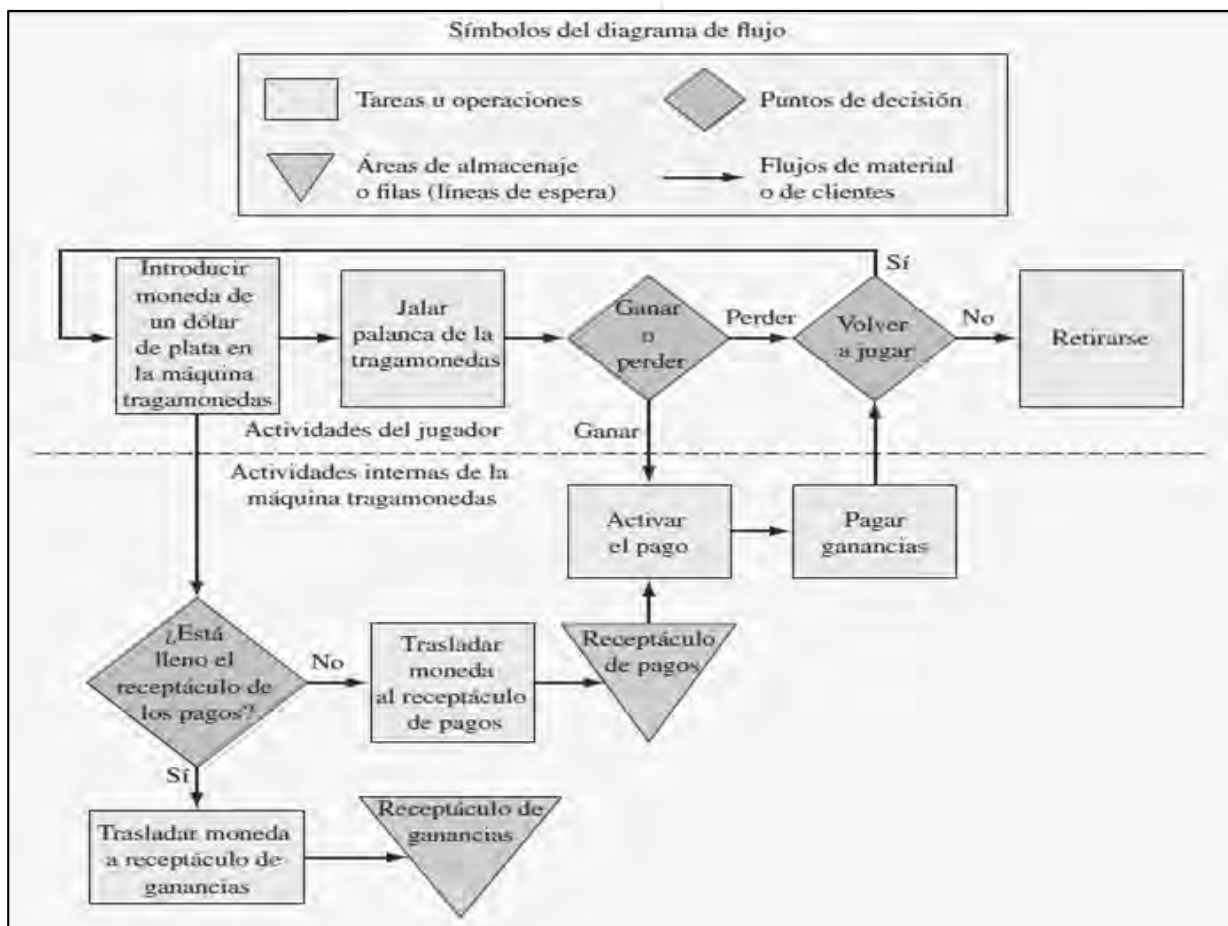 Símbolos del diagrama de flujo
Tareas u operaciones
Puntos de decisión
Áreas de almacenaje
o filas (líneas de espera)
Flujos de material
o de clientes
Introducir
moneda de
un dólar
de plata en
la máquina
tragamonedas
Jalar
palanca de la
tragamonedas
Ganar
o
perder
Perder
Sí
Volver
a jugar
No
Retirarse
Actividades del jugador
Ganar
Actividades internas de la
máquina tragamonedas
Activar
el pago
Pagar
ganancias
¿Está
lleno el
receptáculo de
los pagos?
No
Trasladar
moneda
al receptáculo
de pagos
Receptáculo
de pagos
Sí
Trasladar moneda
a receptáculo de
ganancias
Receptáculo de
ganancias